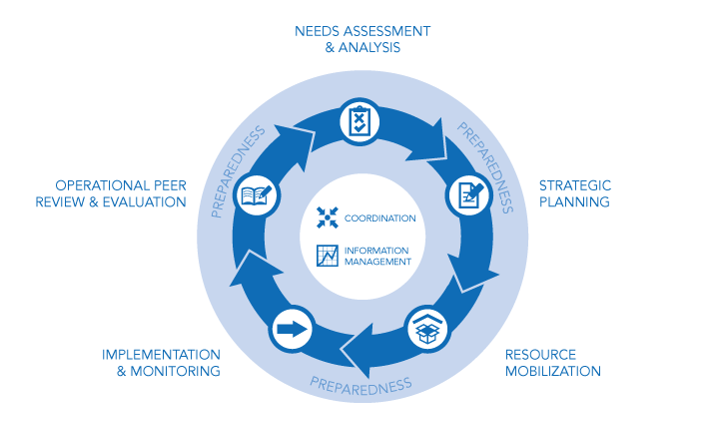 NEEDS ASSESSMENT
& ANALYSIS
PREPAREDNESS
PREPAREDNESS
OPERATIONAL PEER
REVIEW & EVALUATION
STRATEGIC
PLANNING
COORDINATION
INFORMATION
MANAGEMENT
IMPLEMENTATION
& MONITORING
RESOURCE
MOBILIZATION
PREPAREDNESS